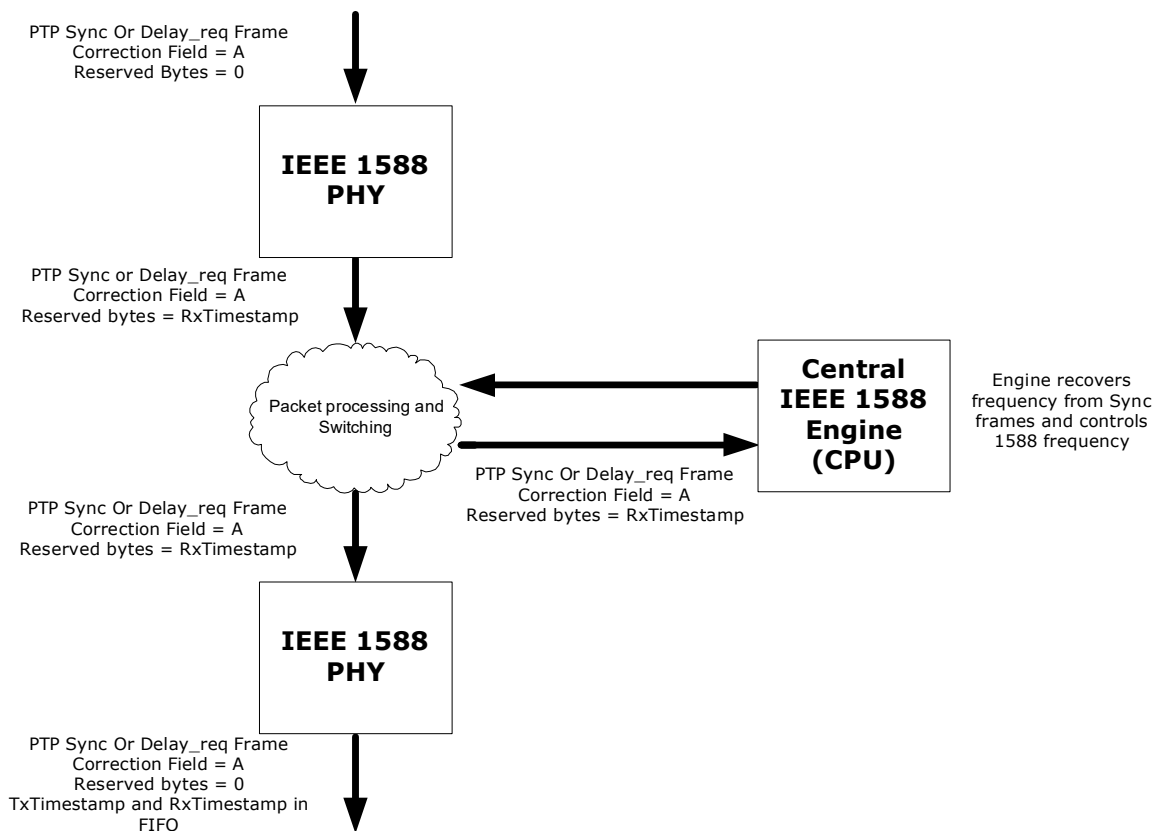 PTP Sync Or Delay_req Frame
Correction Field = A
Reserved Bytes = 0
IEEE 1588
PHY
PTP Sync or Delay_req Frame
Correction Field = A
Reserved bytes = RxTimestamp
Packet processing and
Switching
Central
IEEE 1588
Engine
(CPU)
Engine recovers
frequency from Sync
frames and controls
1588 frequency
PTP Sync Or Delay_req Frame
Correction Field = A
Reserved bytes = RxTimestamp
PTP Sync Or Delay_req Frame
Correction Field = A
Reserved bytes = RxTimestamp
IEEE 1588
PHY
PTP Sync Or Delay_req Frame
Correction Field = A
Reserved bytes = 0
TxTimestamp and RxTimestamp in
FIFO